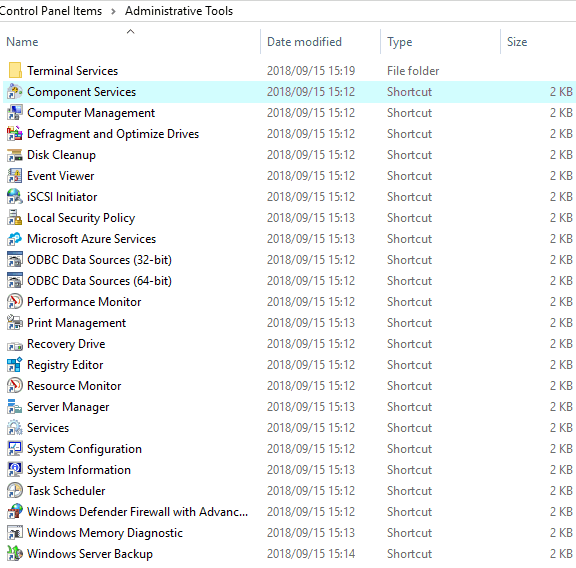 Control Panel Items > Administrative Tools
Name Date modified Type Size
Terminal Services 2018/09/15 15:19 File folder
Component Services 2018/09/15 15:12 Shortcut 2 KB
Computer Management 2018/09/15 15:12 Shortcut 2 KB
Defragment and Optimize Drives 2018/09/15 15:12 Shortcut 2 KB
Disk Cleanup 2018/09/15 15:12 Shortcut 2 KB
Event Viewer 2018/09/15 15:12 Shortcut 2 KB
iSCSI Initiator 2018/09/15 15:12 Shortcut 2 KB
Local Security Policy 2018/09/15 15:13 Shortcut 2 KB
Microsoft Azure Services 2018/09/15 15:13 Shortcut 2 KB
ODBC Data Sources (32-bit) 2018/09/15 15:12 Shortcut 2 KB
ODBC Data Sources (64-bit) 2018/09/15 15:12 Shortcut 2 KB
Performance Monitor 2018/09/15 15:12 Shortcut 2 KB
Print Management 2018/09/15 15:13 Shortcut 2 KB
Recovery Drive 2018/09/15 15:12 Shortcut 2 KB
Registry Editor 2018/09/15 15:12 Shortcut 2 KB
Resource Monitor 2018/09/15 15:12 Shortcut 2 KB
Server Manager 2018/09/15 15:13 Shortcut 2 KB
Services 2018/09/15 15:12 Shortcut 2 KB
System Configuration 2018/09/15 15:12 Shortcut 2 KB
System Information 2018/09/15 15:13 Shortcut 2 KB
Task Scheduler 2018/09/15 15:12 Shortcut 2 KB
Windows Defender Firewall with Advanc... 2018/09/15 15:12 Shortcut 2 KB
Windows Memory Diagnostic 2018/09/15 15:13 Shortcut 2 KB
Windows Server Backup 2018/09/15 15:14 Shortcut 2 KB